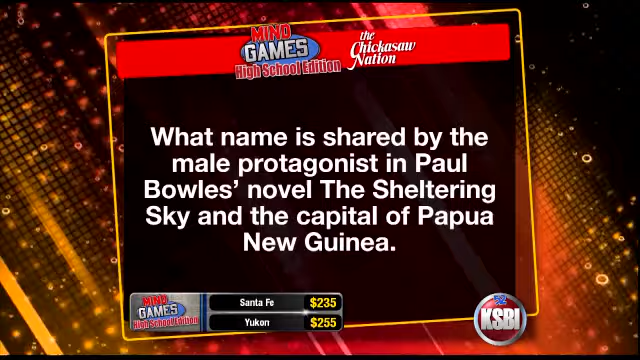 MIND
GAMES
High School Edition
the
Chickasaw
Nation
What name is shared by the
male protagonist in Paul
Bowles' novel The Sheltering
Sky and the capital of Papua
New Guinea.
MIND
GAMES
High School Edition
Santa Fe $235
Yukon $255
52
KSBI